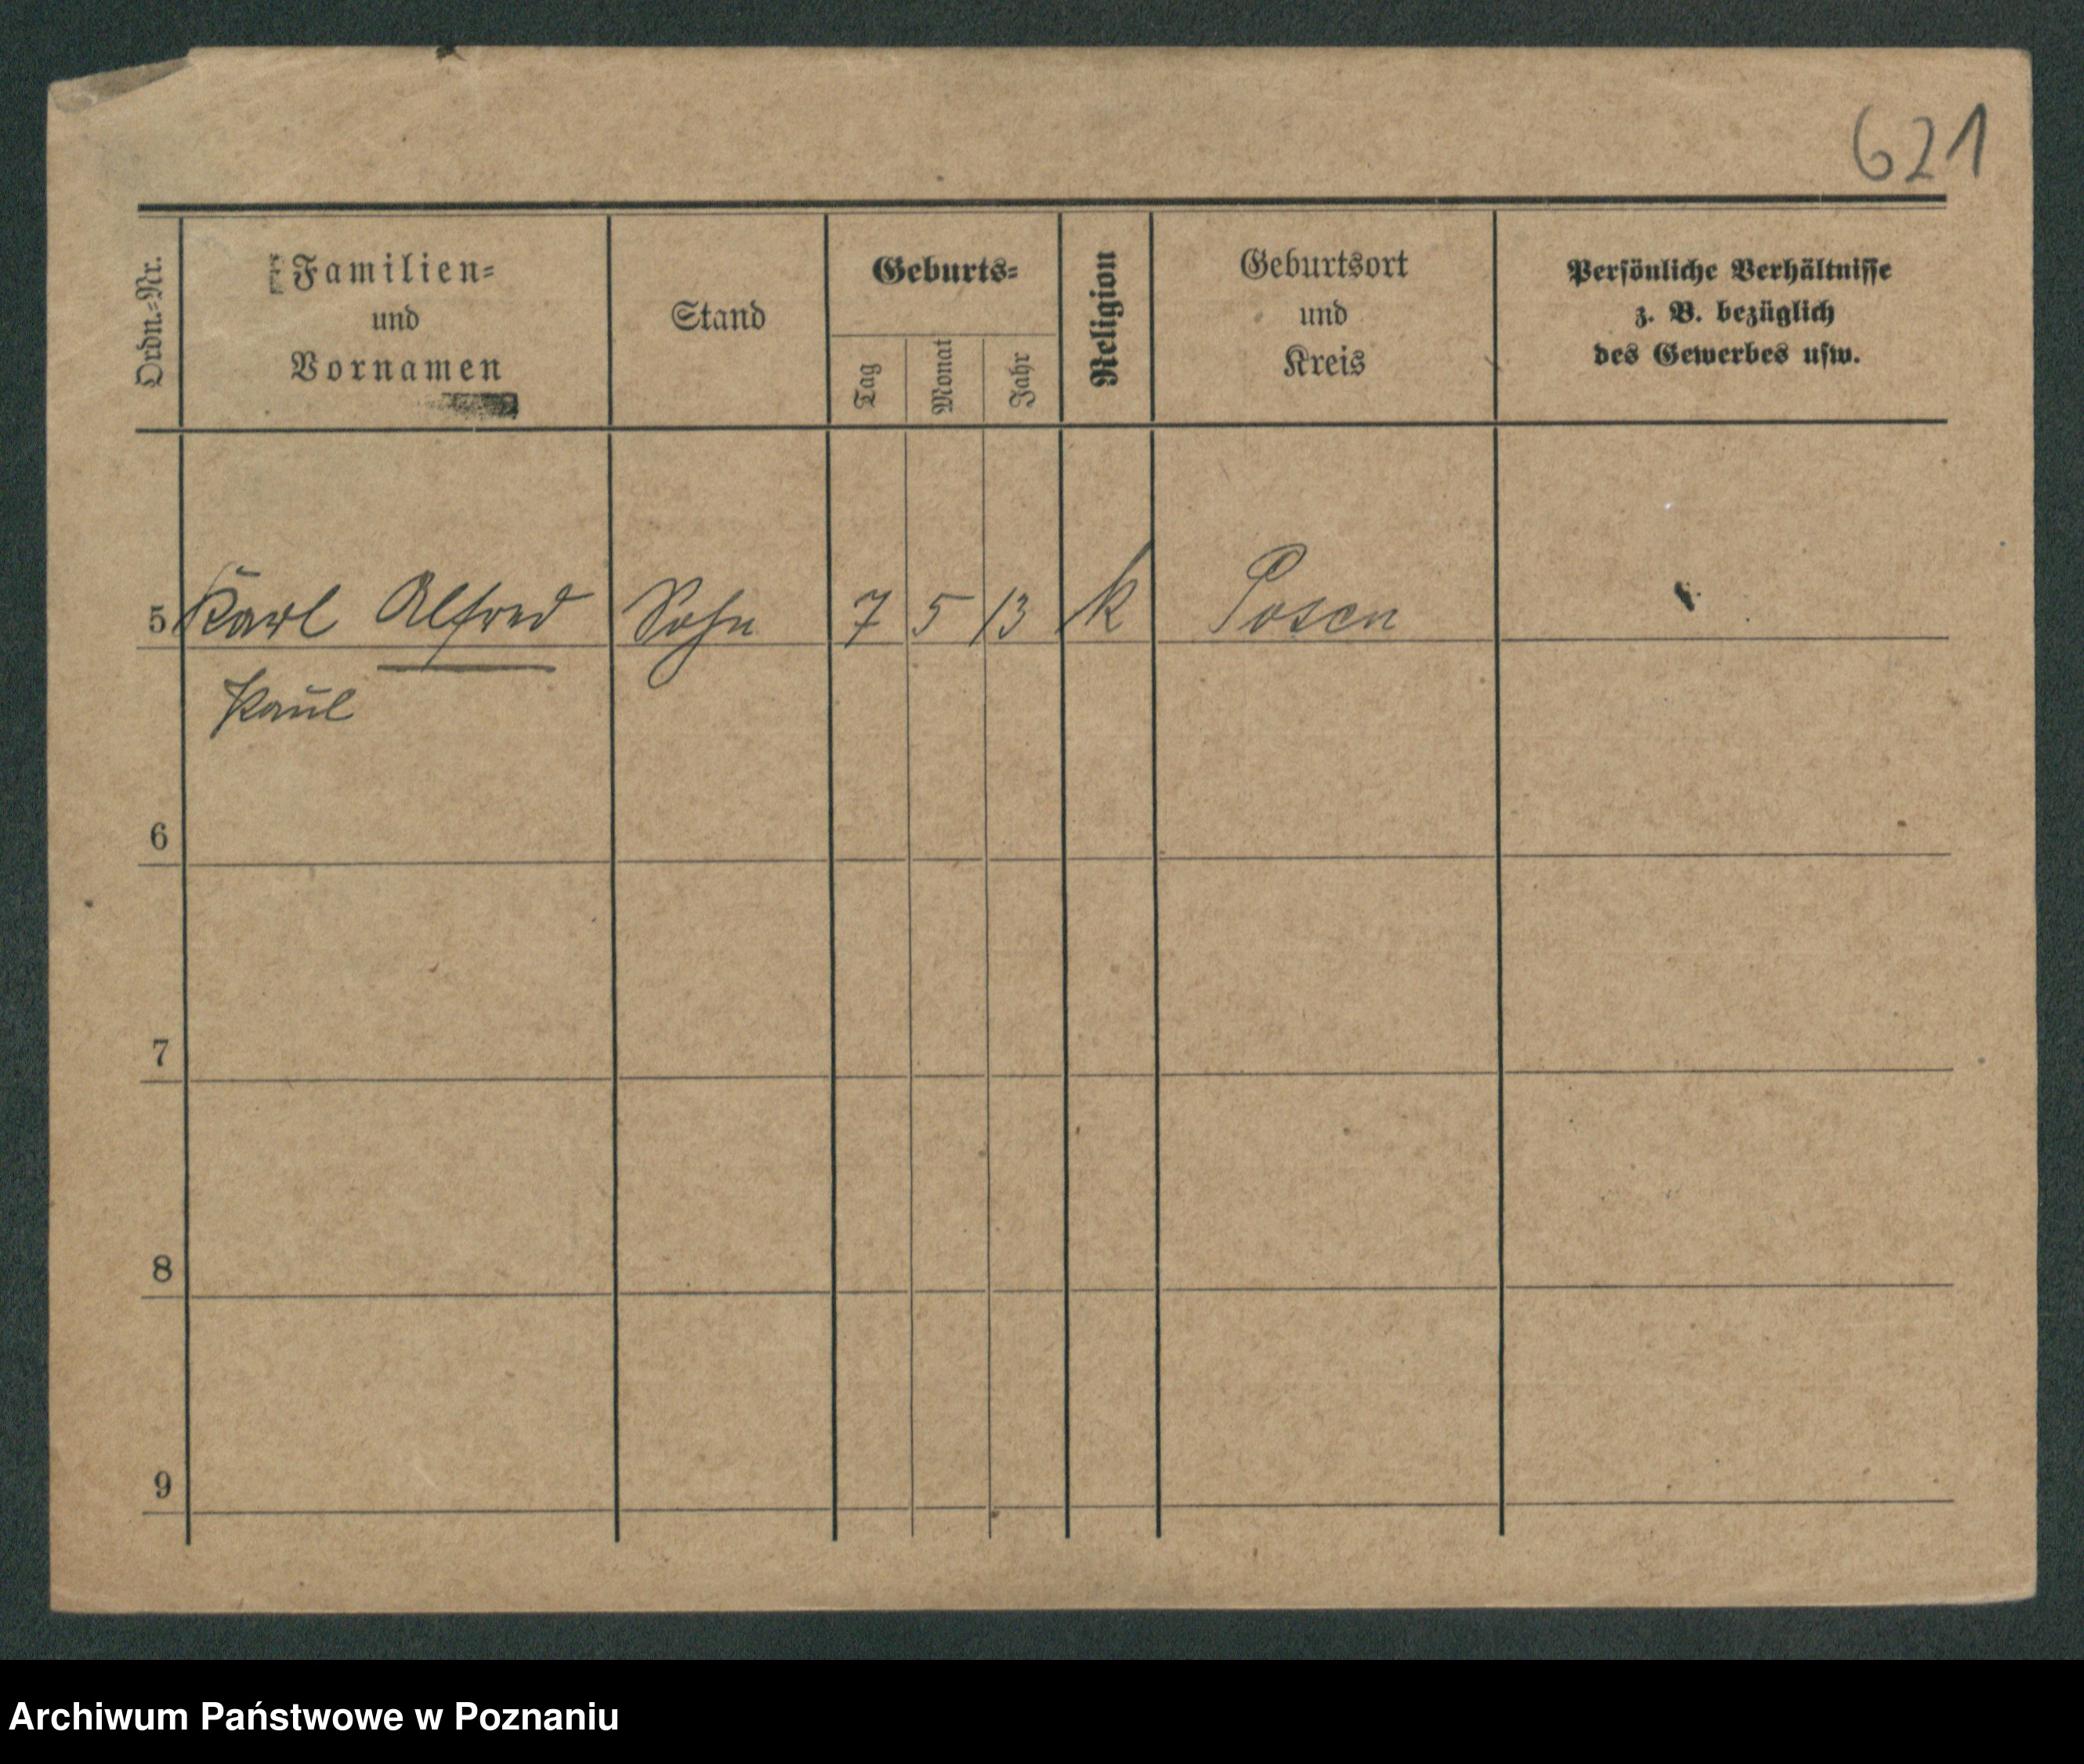 621
Ordn.-Nr.
Familien-
und
Vornamen
Stand
Geburts-
Tag
Monat
Jahr
Religion
Geburtsort
und
Kreis
Persönliche Verhältnisse
z. B. bezüglich
des Gewerbes usw.
5 Karl Alfred Sohn 7 5 13 k Posen
Paul
6
7
8
9
Archiwum Państwowe w Poznaniu